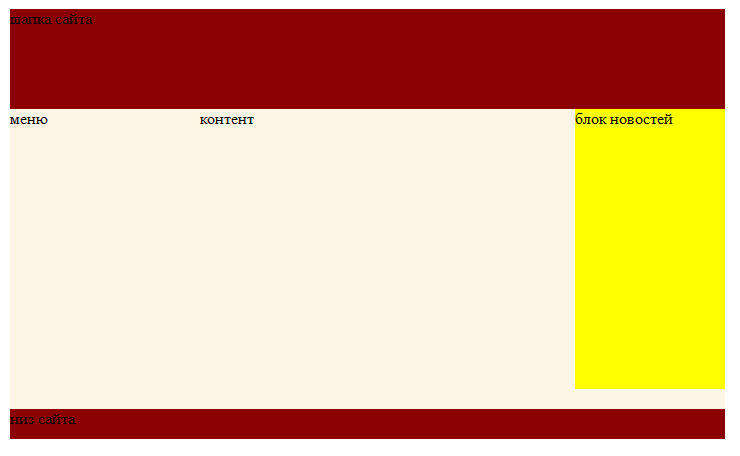 шапка сайта
меню
контент
блок новостей
низ сайта